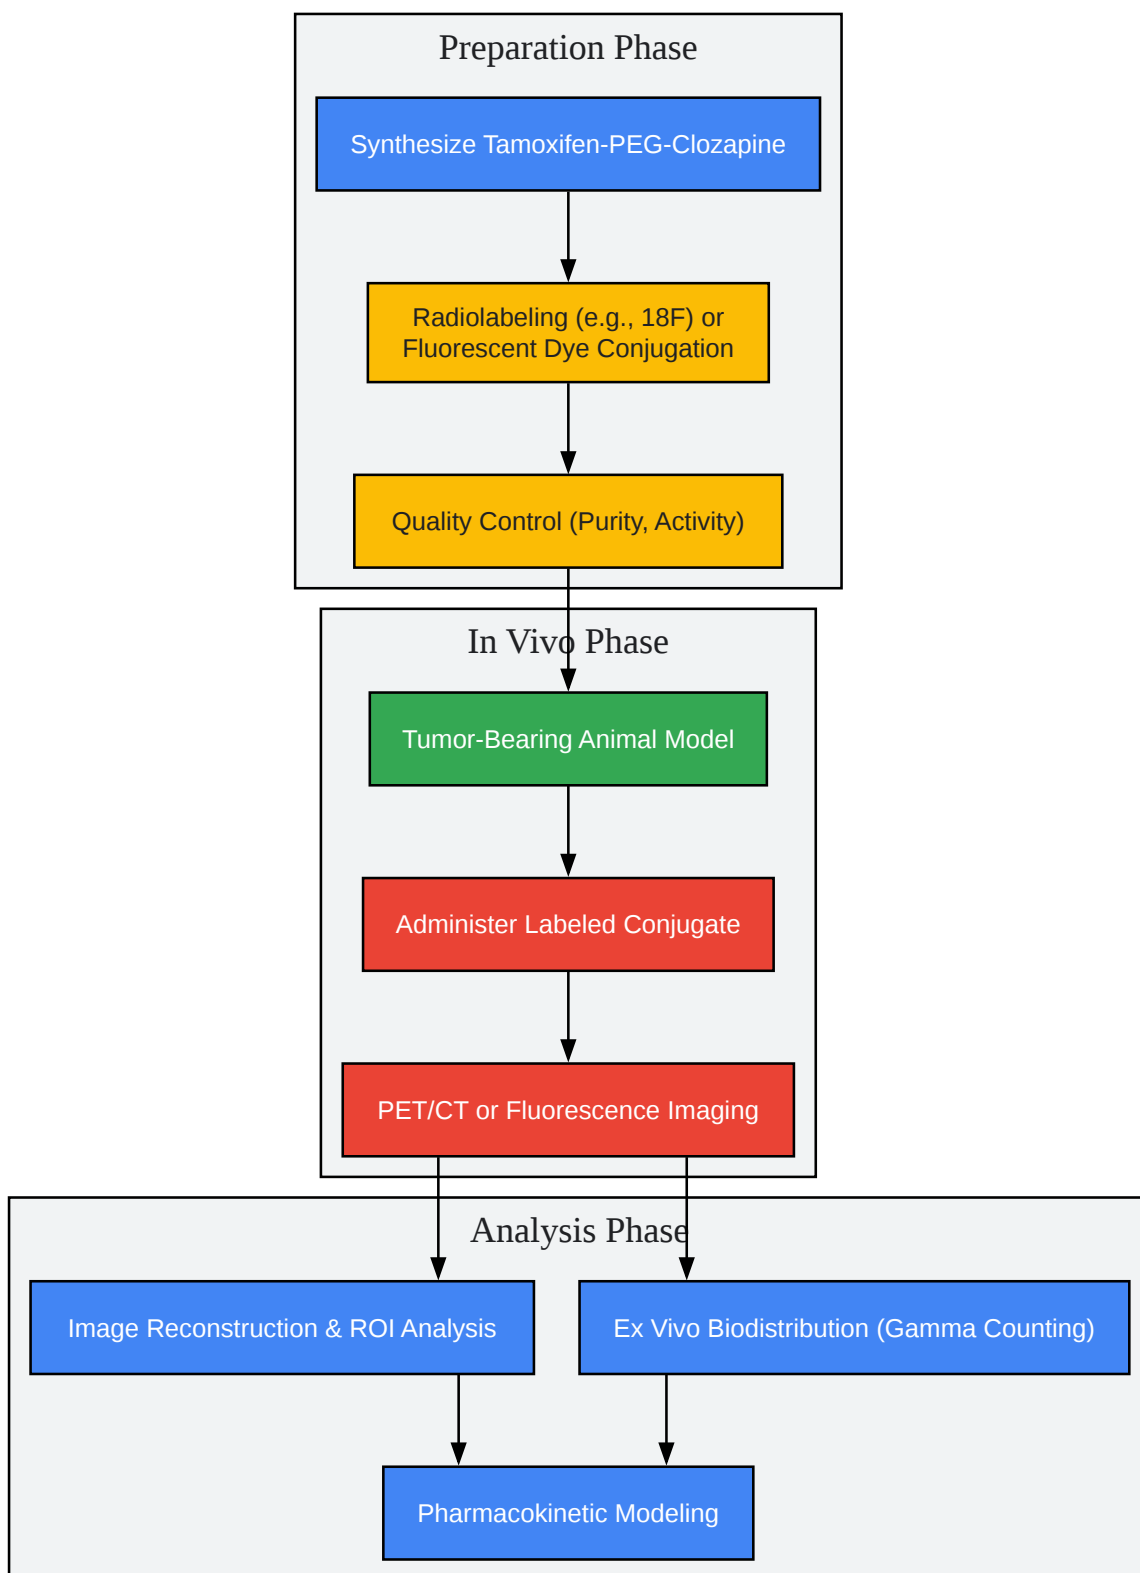 Preparation Phase
Synthesize Tamoxifen-PEG-Clozapine
Radiolabeling (e.g., 18F) or
Fluorescent Dye Conjugation
Quality Control (Purity, Activity)
In Vivo Phase
Tumor-Bearing Animal Model
Administer Labeled Conjugate
PET/CT or Fluorescence Imaging
Analysis Phase
Image Reconstruction & ROI Analysis
Ex Vivo Biodistribution (Gamma Counting)
Pharmacokinetic Modeling